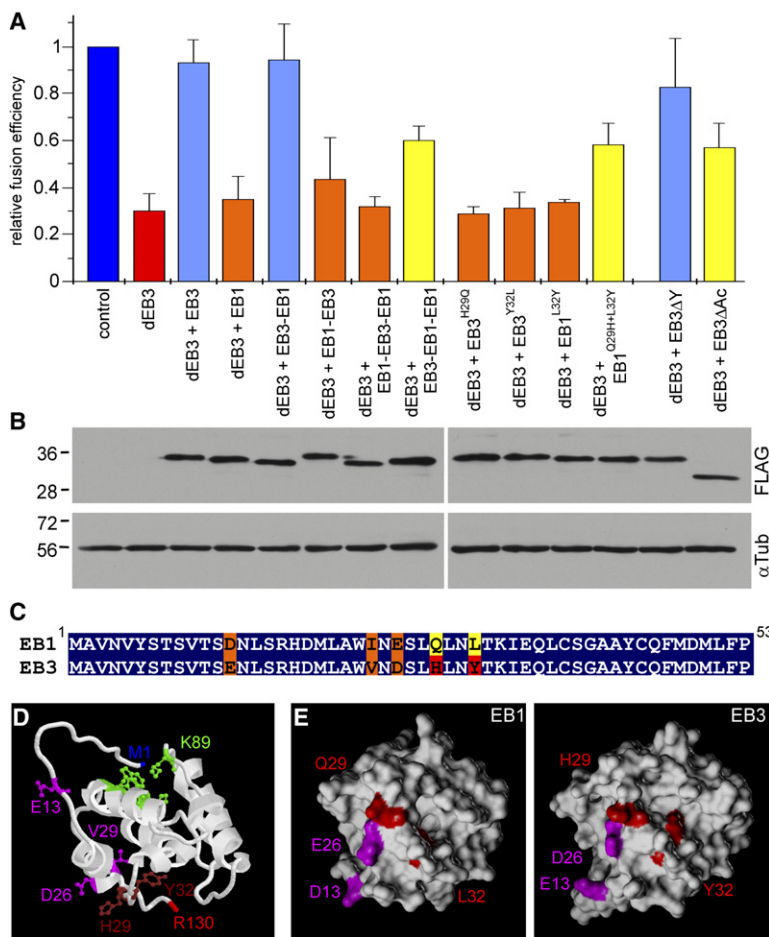 A
relative fusion efficiency
1
0.8
0.6
0.4
0.2
0
control
dEB3
dEB3 + EB3
dEB3 + EB1
dEB3 + EB3-EB1
dEB3 + EB1-EB3
dEB3 +
EB1-EB3-EB1
dEB3 +
EB3-EB1-EB1
dEB3 + EB3H29Q
dEB3 + EB3Y32L
dEB3 + EB1L32Y
dEB3 +
EB1Q29H+L32Y
dEB3 + EB3ΔY
dEB3 + EB3ΔAc
B
36
28
FLAG
72
56
αTub
C
1
53
EB1 MAVNVYSTSVTSDNLSRHDMLAWINESLQLNLTKIEQLCSGAAYCQFMDMLFP
EB3 MAVNVYSTSVTSENLSRHDMLAWVNDSLHLNYTKIEQLCSGAAYCQFMDMLFP
D
M1
K89
E13
V29
D26
Y32
H29
R130
E
EB1
Q29
E26
D13
L32
EB3
H29
D26
E13
Y32